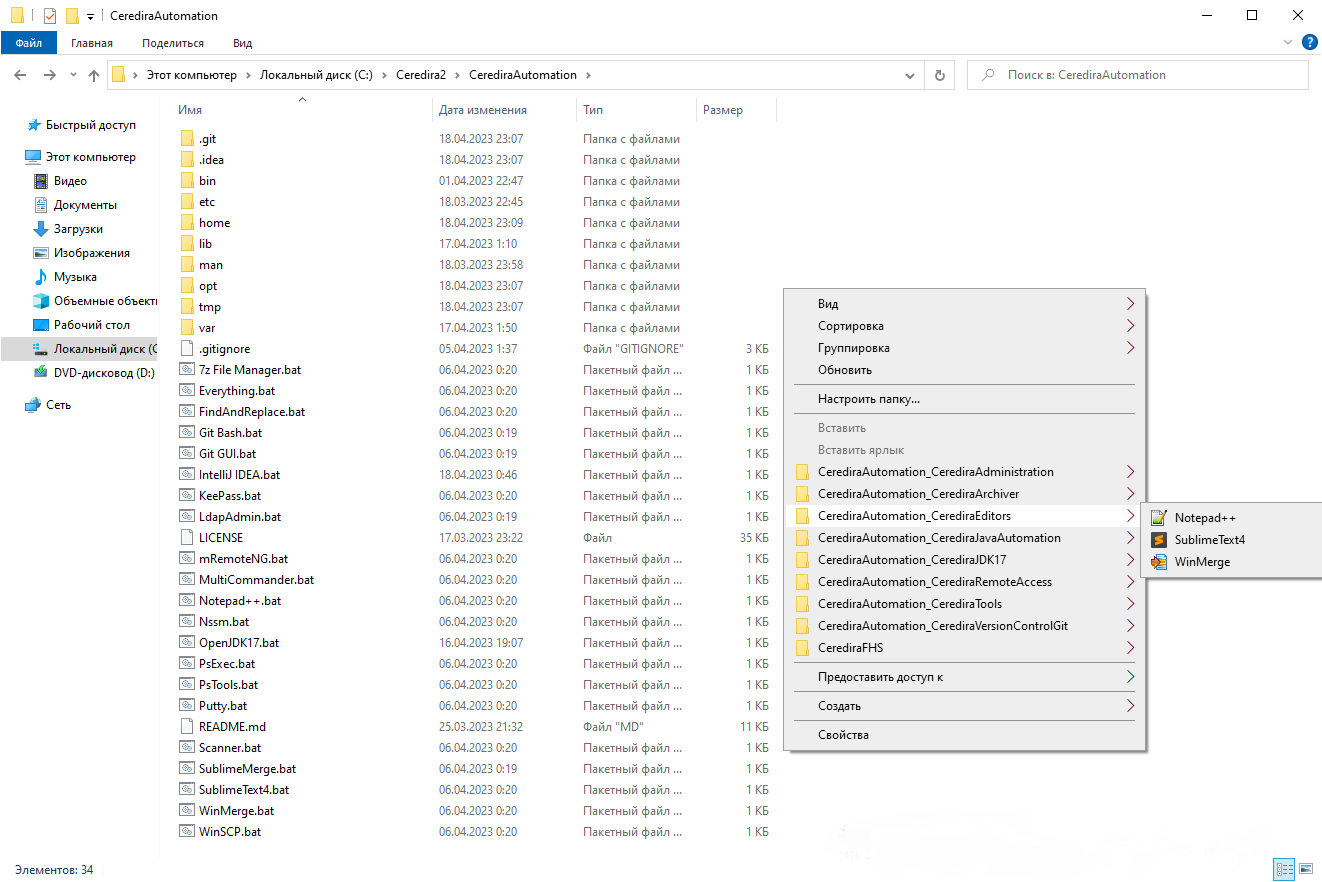 CerediraAutomation
Файл Главная Поделиться Вид
Этот компьютер Локальный диск (C:) Ceredira2 CerediraAutomation
Поиск в: CerediraAutomation
Быстрый доступ
Этот компьютер
Видео
Документы
Загрузки
Изображения
Музыка
Объемные объекты
Рабочий стол
Локальный диск (C
DVD-дисковод (D:)
Сеть
Имя Дата изменения Тип Размер
.git 18.04.2023 23:07 Папка с файлами
.idea 18.04.2023 23:07 Папка с файлами
bin 01.04.2023 22:47 Папка с файлами
etc 18.03.2023 22:45 Папка с файлами
home 18.04.2023 23:09 Папка с файлами
lib 17.04.2023 1:10 Папка с файлами
man 18.03.2023 23:58 Папка с файлами
opt 18.04.2023 23:07 Папка с файлами
tmp 18.04.2023 23:07 Папка с файлами
var 17.04.2023 1:50 Папка с файлами
.gitignore 05.04.2023 1:37 Файл "GITIGNORE" 3 КБ
7z File Manager.bat 06.04.2023 0:20 Пакетный файл ... 1 КБ
Everything.bat 06.04.2023 0:20 Пакетный файл ... 1 КБ
FindAndReplace.bat 06.04.2023 0:20 Пакетный файл ... 1 КБ
Git Bash.bat 06.04.2023 0:19 Пакетный файл ... 1 КБ
Git GUI.bat 06.04.2023 0:19 Пакетный файл ... 1 КБ
IntelliJ IDEA.bat 18.04.2023 0:46 Пакетный файл ... 1 КБ
KeePass.bat 06.04.2023 0:20 Пакетный файл ... 1 КБ
LdapAdmin.bat 06.04.2023 0:20 Пакетный файл ... 1 КБ
LICENSE 17.03.2023 23:22 Файл 35 КБ
mRemoteNG.bat 06.04.2023 0:20 Пакетный файл ... 1 КБ
MultiCommander.bat 06.04.2023 0:20 Пакетный файл ... 1 КБ
Notepad++.bat 06.04.2023 0:20 Пакетный файл ... 1 КБ
Nssm.bat 06.04.2023 0:20 Пакетный файл ... 1 КБ
OpenJDK17.bat 16.04.2023 19:07 Пакетный файл ... 1 КБ
PsExec.bat 06.04.2023 0:20 Пакетный файл ... 1 КБ
PsTools.bat 06.04.2023 0:20 Пакетный файл ... 1 КБ
Putty.bat 06.04.2023 0:20 Пакетный файл ... 1 КБ
README.md 25.03.2023 21:32 Файл "MD" 11 КБ
Scanner.bat 06.04.2023 0:20 Пакетный файл ... 1 КБ
SublimeMerge.bat 06.04.2023 0:19 Пакетный файл ... 1 КБ
SublimeText4.bat 06.04.2023 0:20 Пакетный файл ... 1 КБ
WinMerge.bat 06.04.2023 0:20 Пакетный файл ... 1 КБ
WinSCP.bat 06.04.2023 0:20 Пакетный файл ... 1 КБ
Вид
Сортировка
Группировка
Обновить
Настроить папку...
Вставить
Вставить ярлык
CerediraAutomation_CerediraAdministration
CerediraAutomation_CerediraArchiver
CerediraAutomation_CerediraEditors
CerediraAutomation_CerediraJavaAutomation
CerediraAutomation_CerediraJDK17
CerediraAutomation_CerediraRemoteAccess
CerediraAutomation_CerediraTools
CerediraAutomation_CerediraVersionControlGit
CerediraFHS
Предоставить доступ к
Создать
Свойства
Notepad++
SublimeText4
WinMerge
Элементов: 34